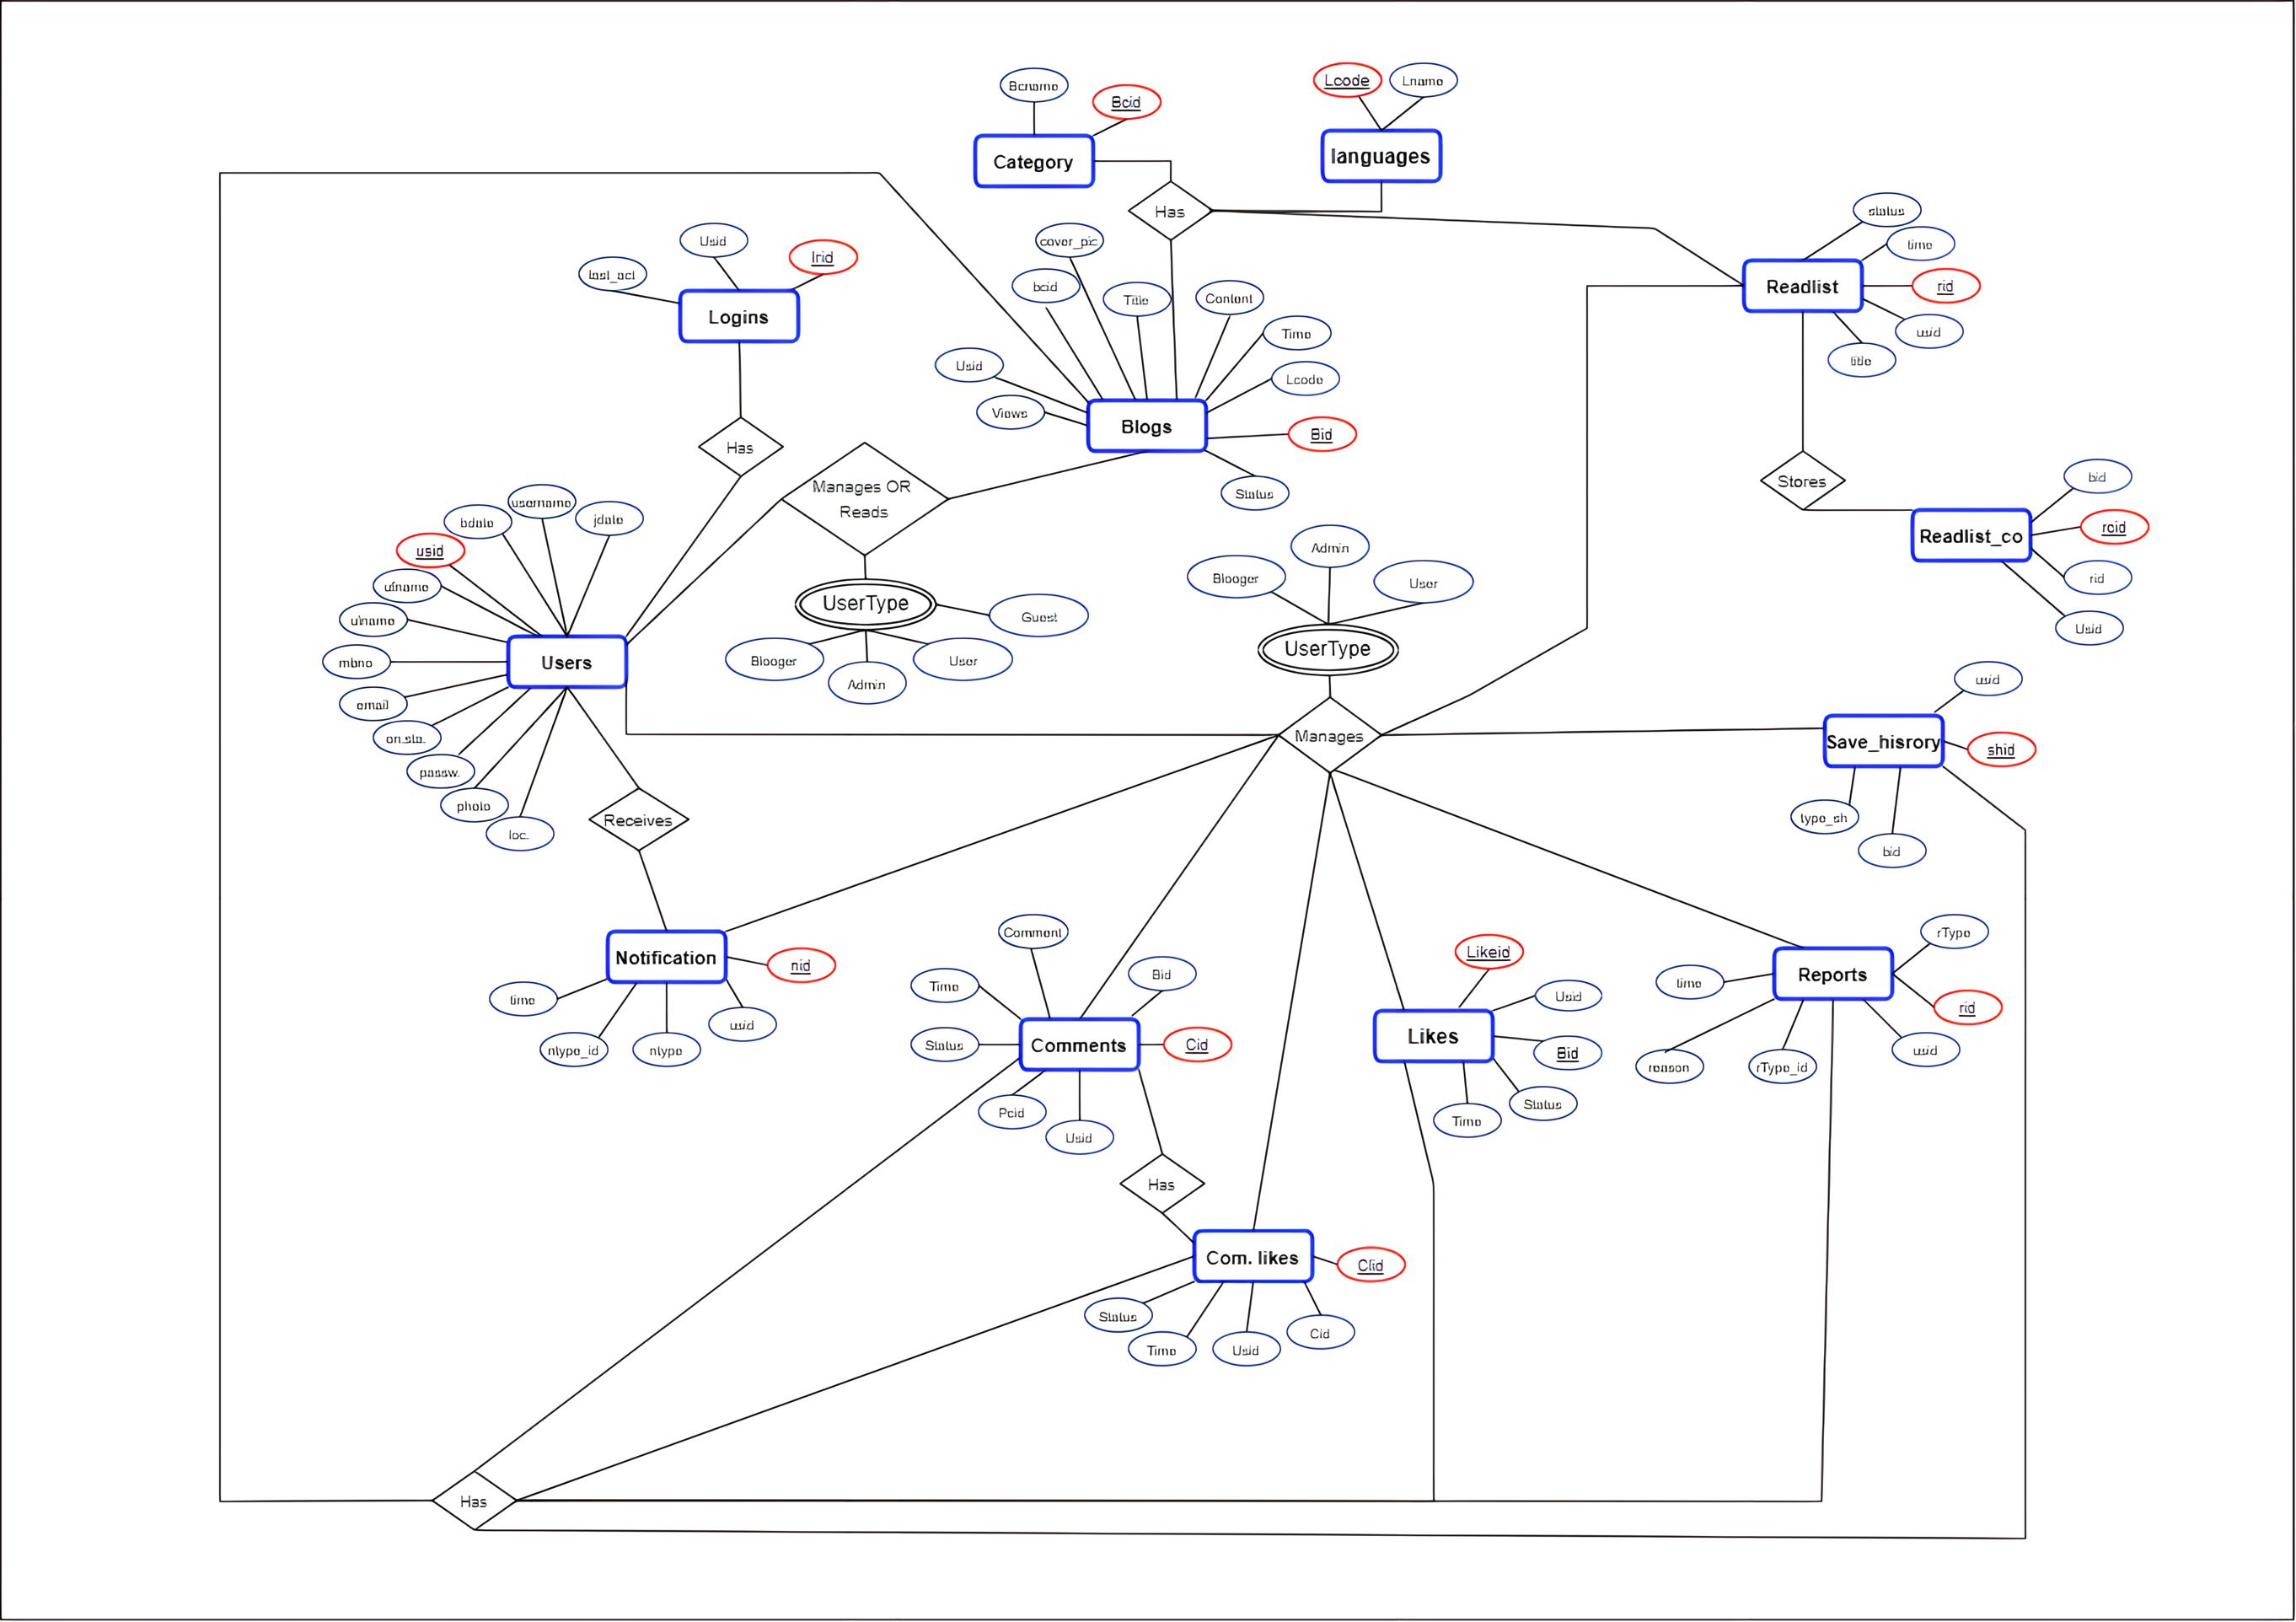 Bcname
Bcid
Category
Lcode
Lname
languages
Has
status
time
rid
usid
title
Readlist
Usid
lrid
last_act
Logins
Has
cover_pic
bcid
Title
Content
Time
Lcode
Usid
Views
Blogs
Bid
Status
Manages OR
Reads
UserType
Guest
Blooger
Admin
User
Stores
bid
rcid
rid
Usid
Readlist_co
username
bdate
jdate
usid
ufname
ulname
mbno
email
on.sta.
passw.
photo
loc.
Users
Admin
Blooger
User
UserType
Manages
usid
shid
Save_hisrory
type_sh
bid
Receives
Notification
nid
time
ntype_id
ntype
usid
Comment
Time
Bid
Status
Comments
Cid
Pcid
Usid
Has
Likeid
Usid
Likes
Bid
Time
Status
rType
time
Reports
rid
reason
rType_id
usid
Com. likes
Clid
Status
Time
Usid
Cid
Has